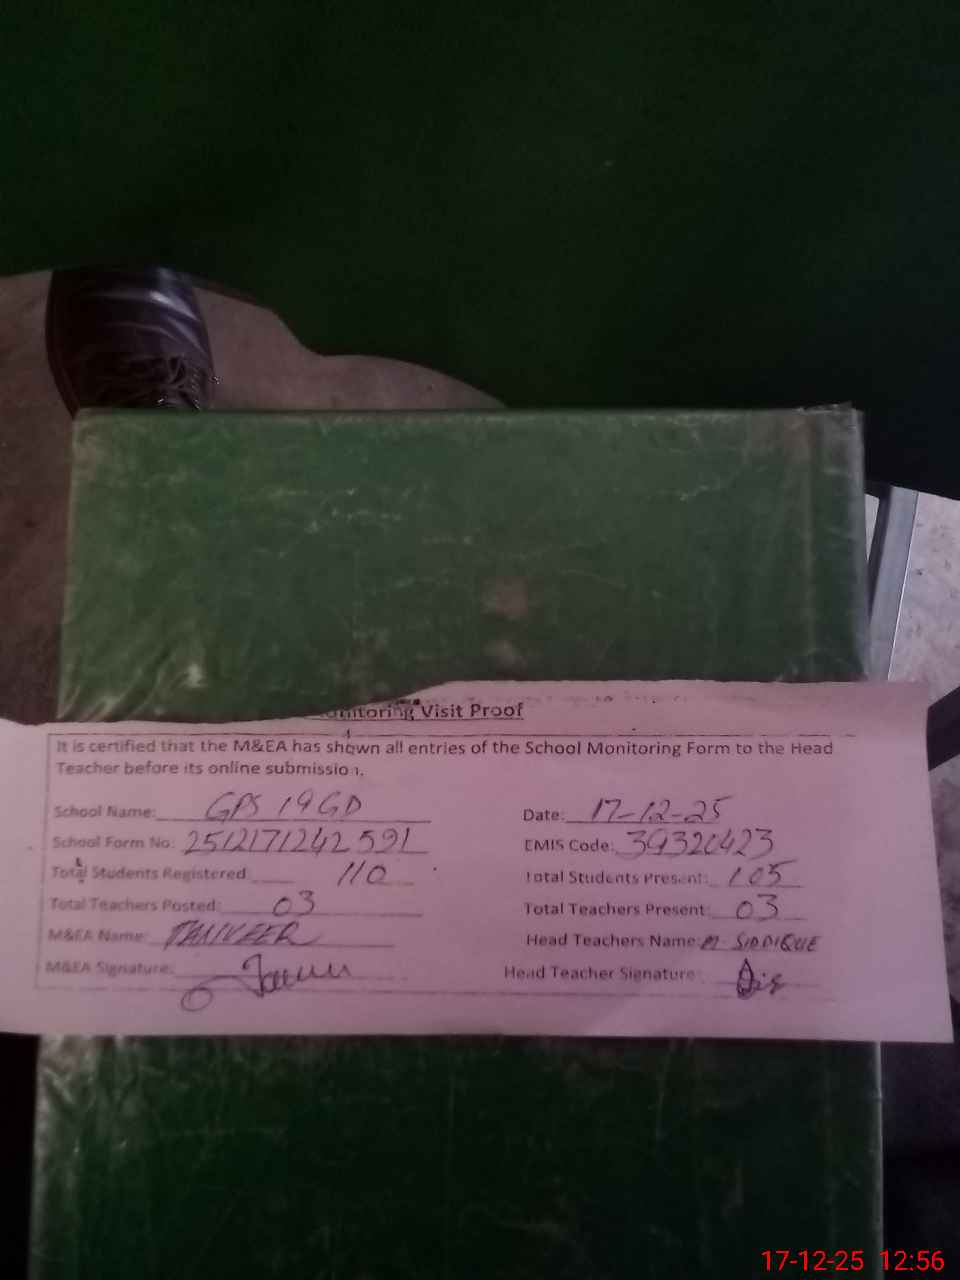 Monitoring Visit Proof
It is certified that the M&EA has shown all entries of the School Monitoring Form to the Head
Teacher before its online submission.
School Name: GPS 19 GD Date: 17-12-25
School Form No: 2512171242591 EMIS Code: 39320423
Total Students Registered 110 Total Students Present: 105
Total Teachers Posted: 03 Total Teachers Present: 03
M&EA Name: TANVEER Head Teachers Name: M. SIDDIQUE
M&EA Signature: Head Teacher Signature:
17-12-25 12:56